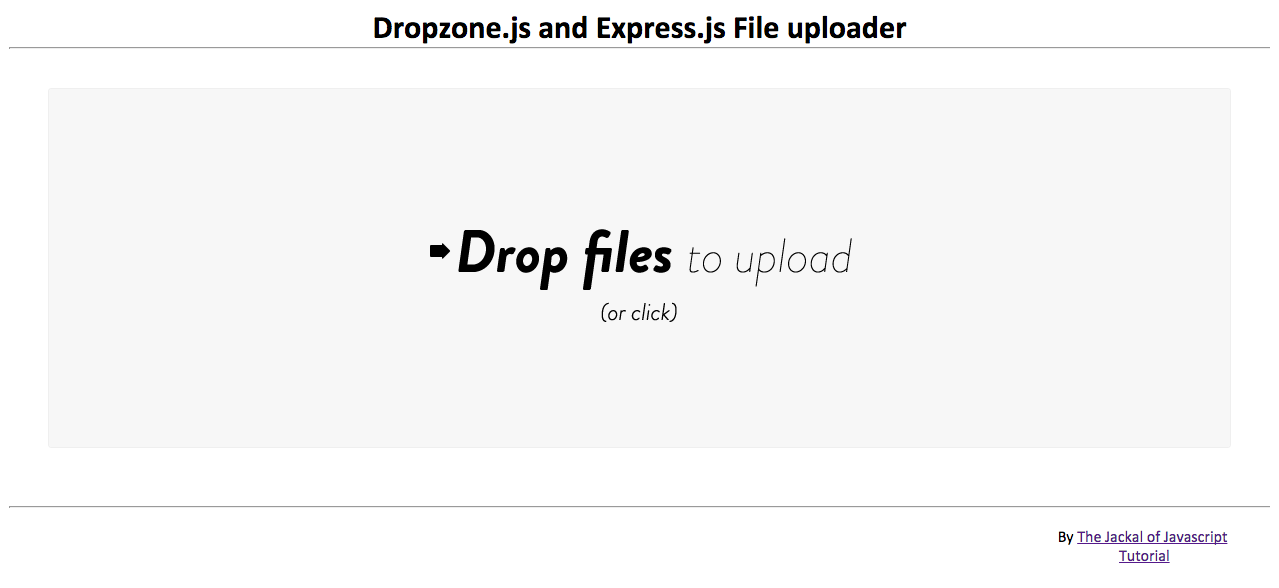 Dropzone.js and Express.js File uploader
Drop files to upload
(or click)
By The Jackal of Javascript
Tutorial